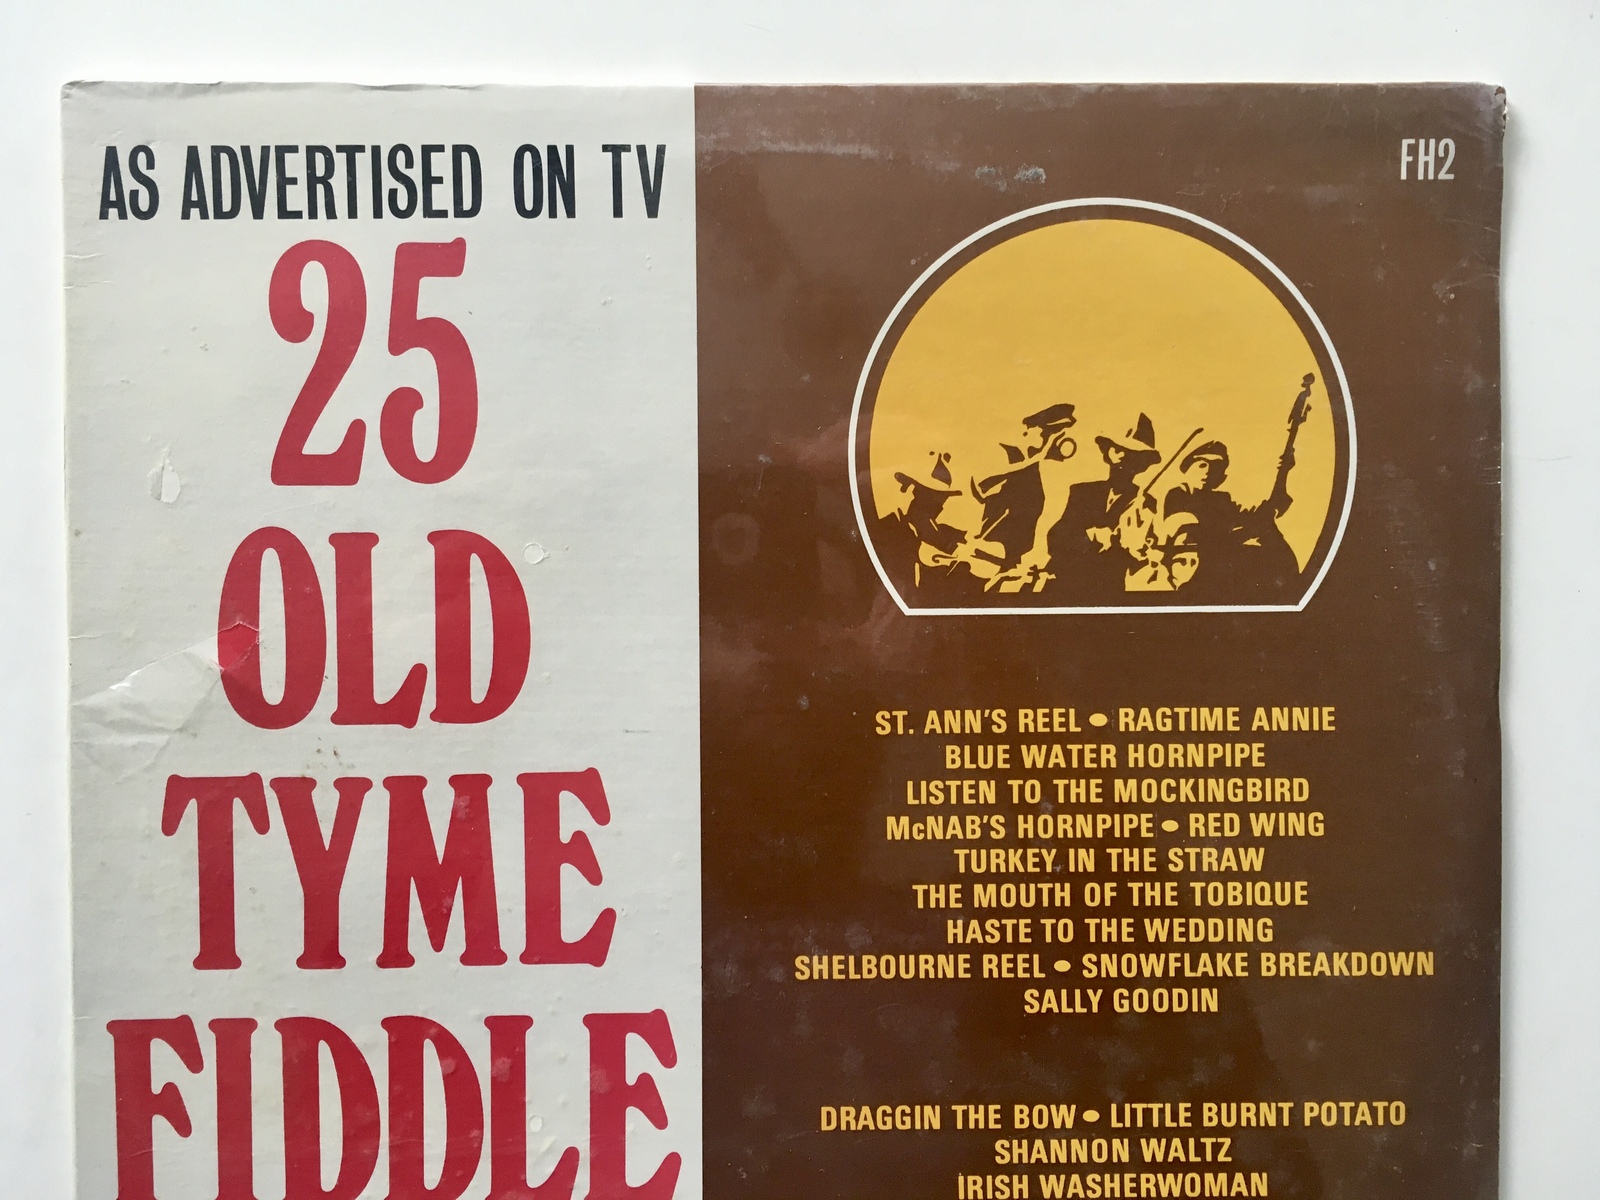 AS ADVERTISED ON TV
25
OLD
TYME
FIDDLE
FH2
ST. ANN'S REEL • RAGTIME ANNIE
BLUE WATER HORNPIPE
LISTEN TO THE MOCKINGBIRD
McNAB'S HORNPIPE • RED WING
TURKEY IN THE STRAW
THE MOUTH OF THE TOBIQUE
HASTE TO THE WEDDING
SHELBOURNE REEL • SNOWFLAKE BREAKDOWN
SALLY GOODIN
DRAGGIN THE BOW • LITTLE BURNT POTATO
SHANNON WALTZ
IRISH WASHERWOMAN